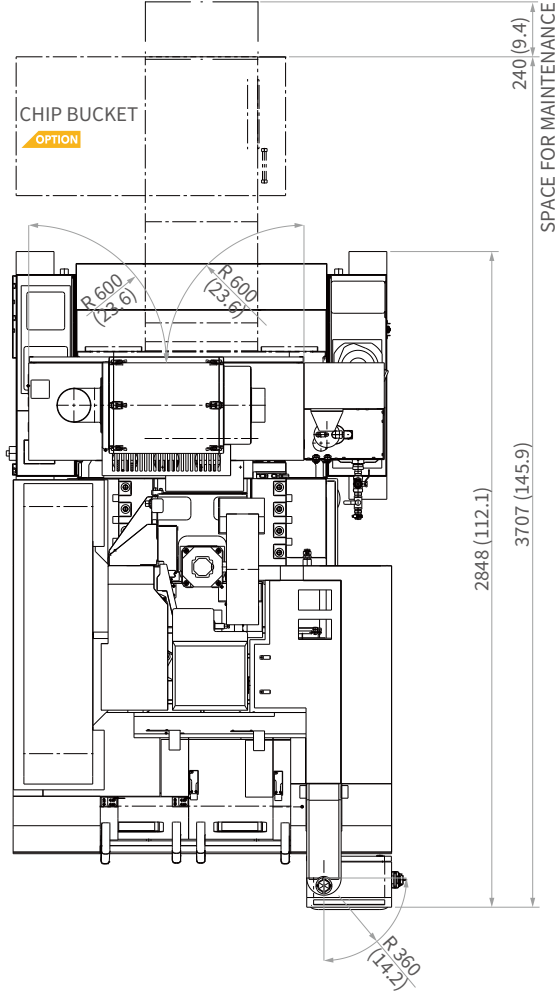 240 (9.4)
SPACE FOR MAINTENANCE
CHIP BUCKET
OPTION
R 600
(23.6)
R 600
(23.6)
2848 (112.1)
3707 (145.9)
R 360
(14.2)